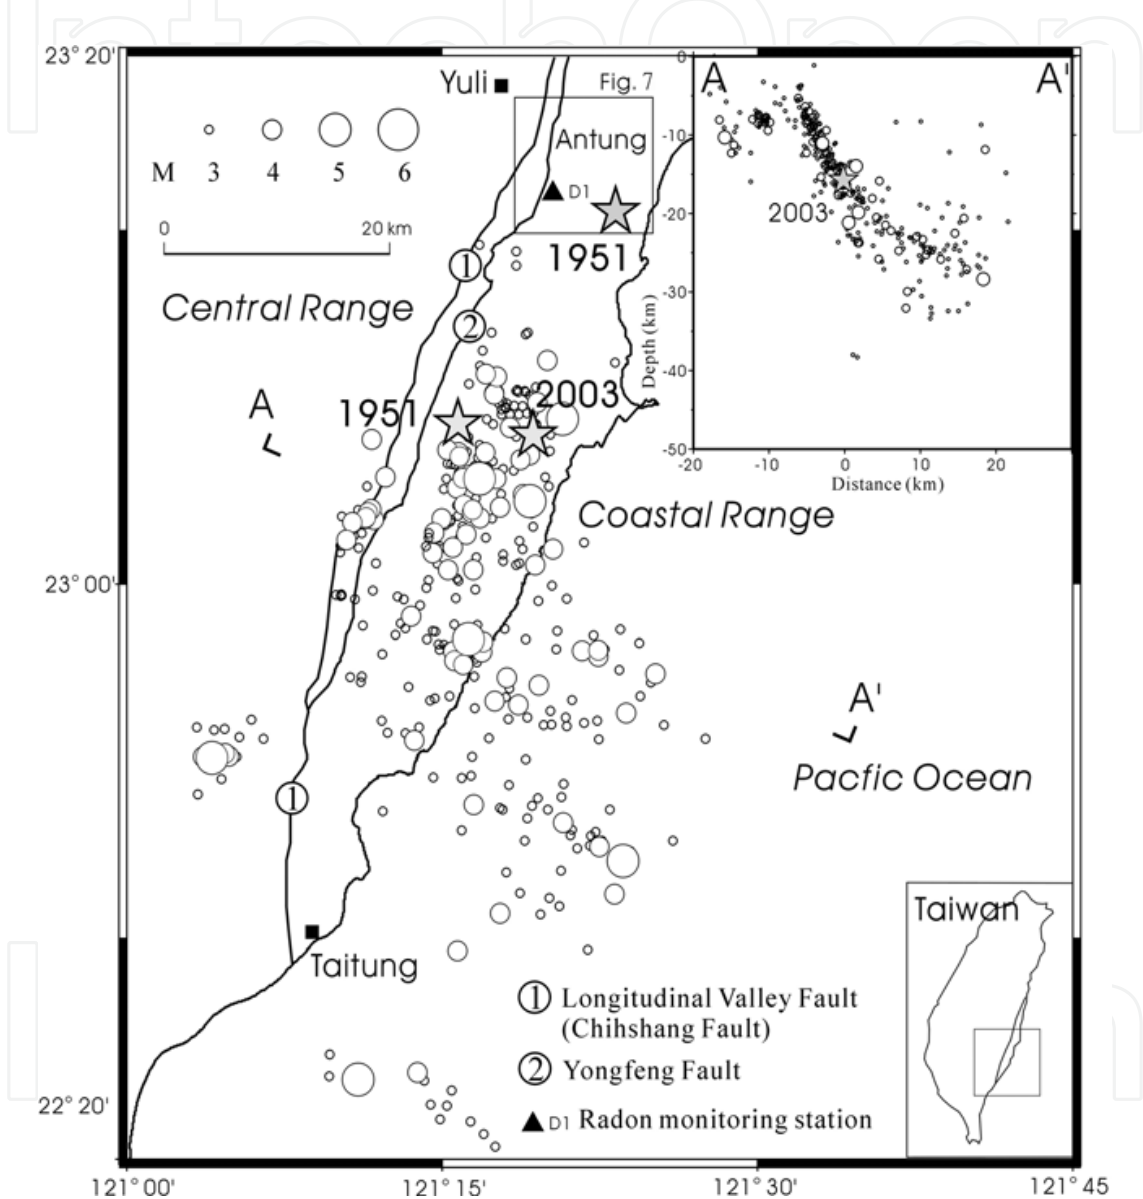 23° 20'
Yuli
Fig. 7
Antung
D1
1951
M 3 4 5 6
0 20 km
1
2
Central Range
A
1951
2003
A A'
0
-10
-20
-30
-40
-50
Depth (km)
2003
-20 -10 0 10 20
Distance (km)
Coastal Range
23° 00'
A'
Pacfic Ocean
1
Taitung
Taiwan
1 Longitudinal Valley Fault
(Chihshang Fault)
2 Yongfeng Fault
D1 Radon monitoring station
22° 20'
121° 00' 121° 15' 121° 30' 121° 45